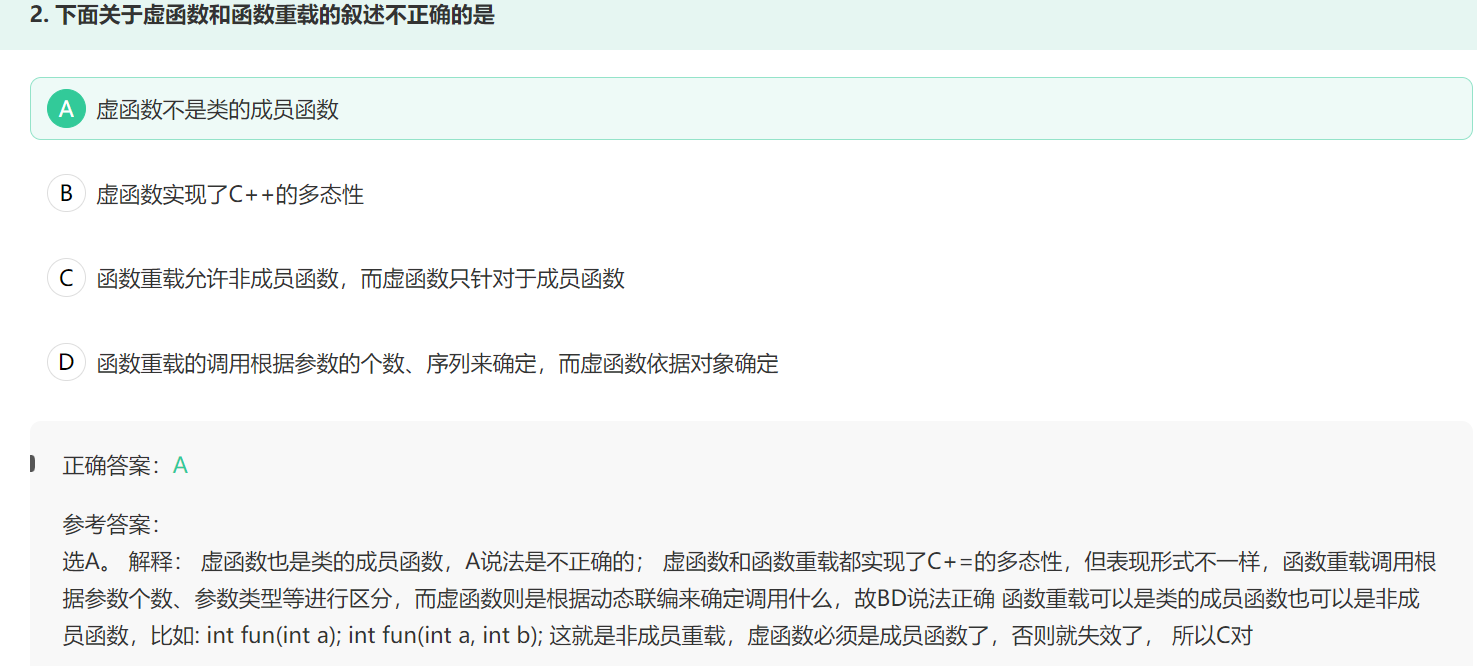 2. 下面关于虚函数和函数重载的叙述不正确的是
A 虚函数不是类的成员函数
B 虚函数实现了C++的多态性
C 函数重载允许非成员函数，而虚函数只针对于成员函数
D 函数重载的调用根据参数的个数、序列来确定，而虚函数依据对象确定
正确答案：A
参考答案：
选A。 解释： 虚函数也是类的成员函数，A说法是不正确的； 虚函数和函数重载都实现了C+=的多态性，但表现形式不一样，函数重载调用根
据参数个数、参数类型等进行区分，而虚函数则是根据动态联编来确定调用什么，故BD说法正确 函数重载可以是类的成员函数也可以是非成
员函数，比如: int fun(int a); int fun(int a, int b); 这就是非成员重载，虚函数必须是成员函数了，否则就失效了， 所以C对